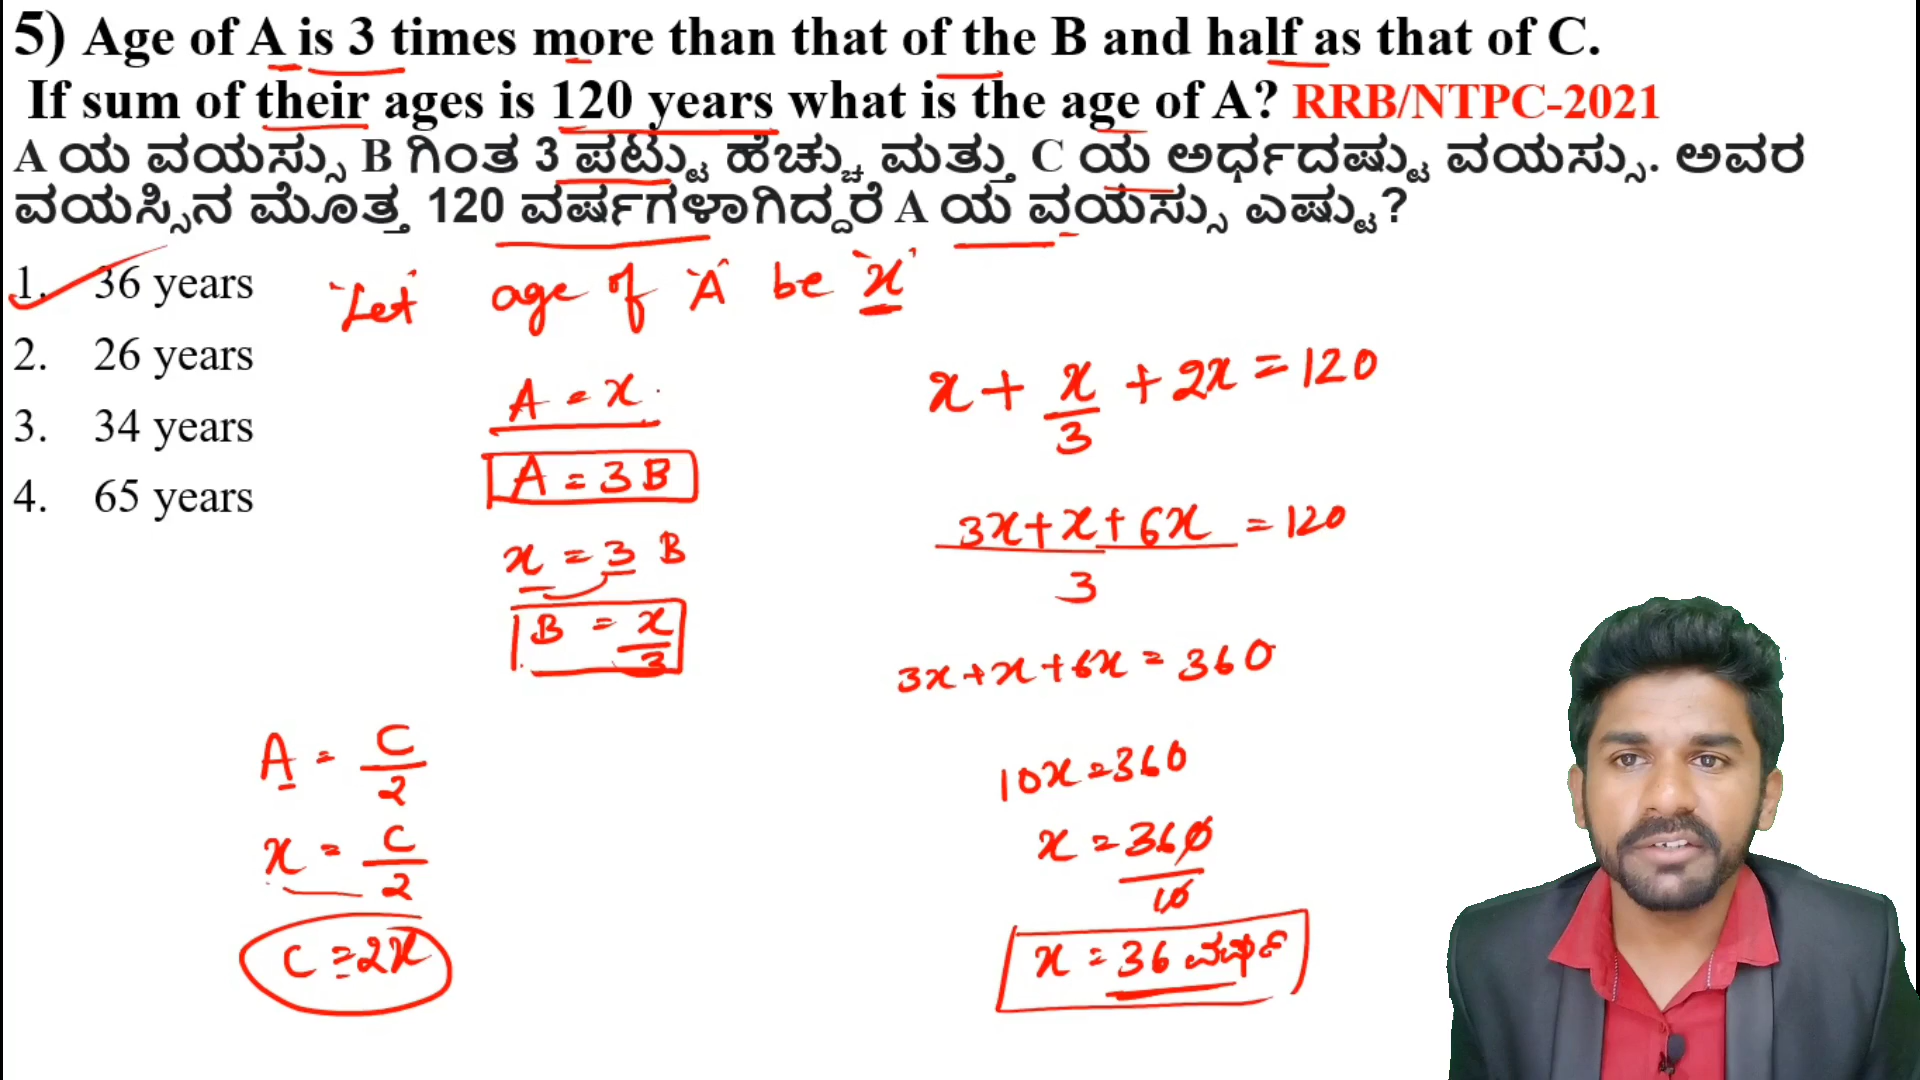 5) Age of A is 3 times more than that of the B and half as that of C.
If sum of their ages is 120 years what is the age of A? RRB/NTPC-2021
A ಯ ವಯಸ್ಸು B ಗಿಂತ 3 ಪಟ್ಟು ಹೆಚ್ಚು ಮತ್ತು C ಯ ಅರ್ಧದಷ್ಟು ವಯಸ್ಸು. ಅವರ
ವಯಸ್ಸಿನ ಮೊತ್ತ 120 ವರ್ಷಗಳಾಗಿದ್ದರೆ A ಯ ವಯಸ್ಸು ಎಷ್ಟು?
1. 36 years
2. 26 years
3. 34 years
4. 65 years
"Let" age of 'A' be 'x'
A = x
A = 3 B
x = 3 B
B = x/3
A = C/2
x = C/2
C = 2x
x + x/3 + 2x = 120
3x + x + 6x / 3 = 120
3x + x + 6x = 360
10x = 360
x = 360/10
x = 36 ವರ್ಷ